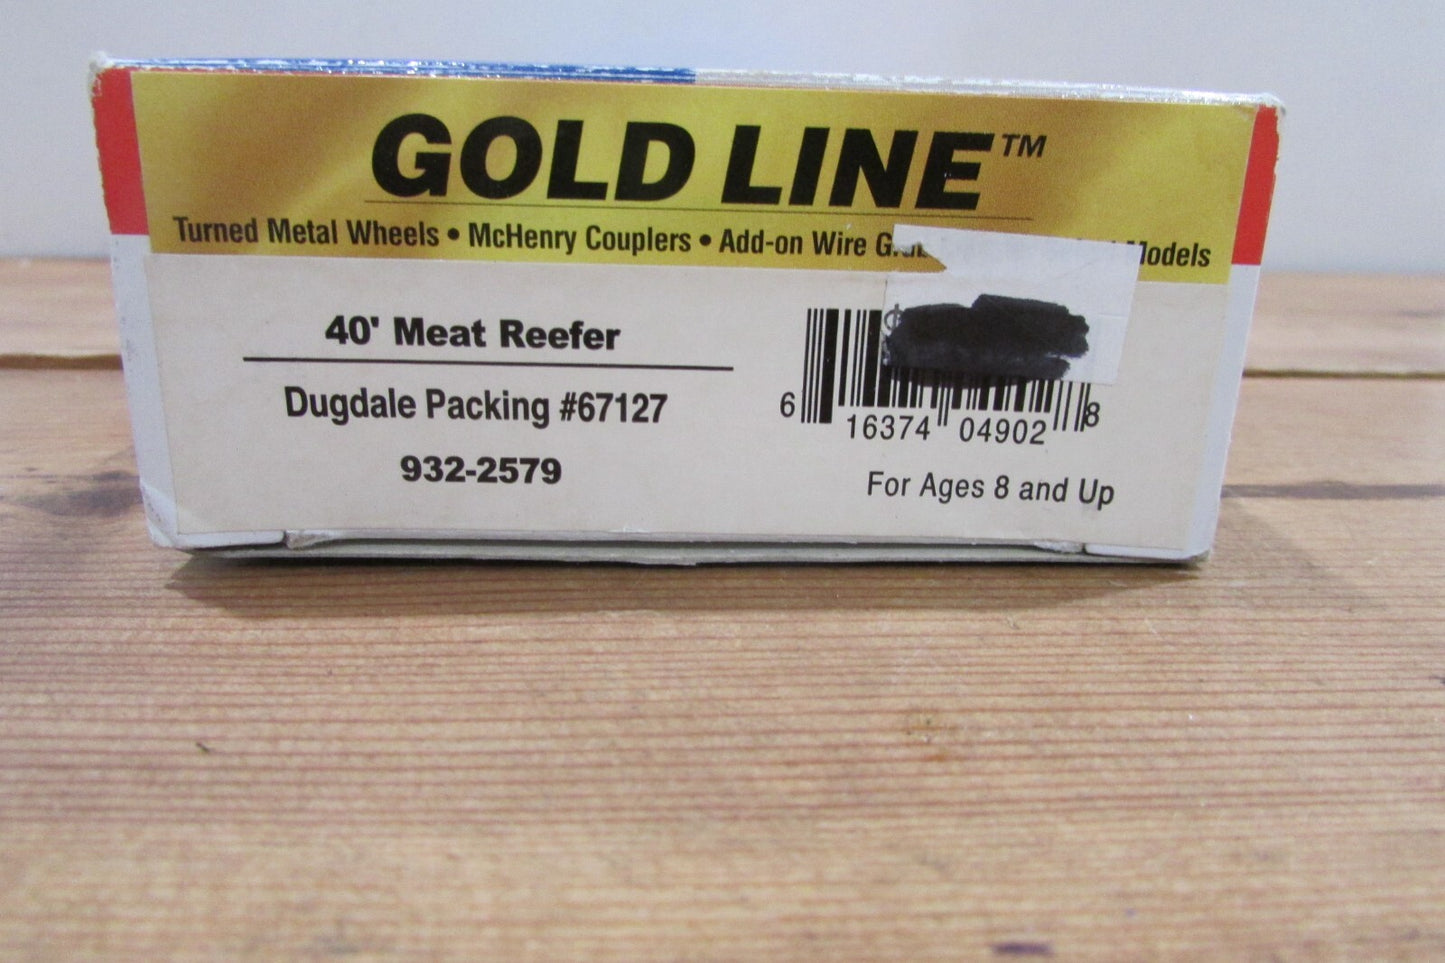 GOLD LINE™
Turned Metal Wheels • McHenry Couplers • Add-on Wire Models
40' Meat Reefer
Dugdale Packing #67127
932-2579
6 16374 04902 8
For Ages 8 and Up